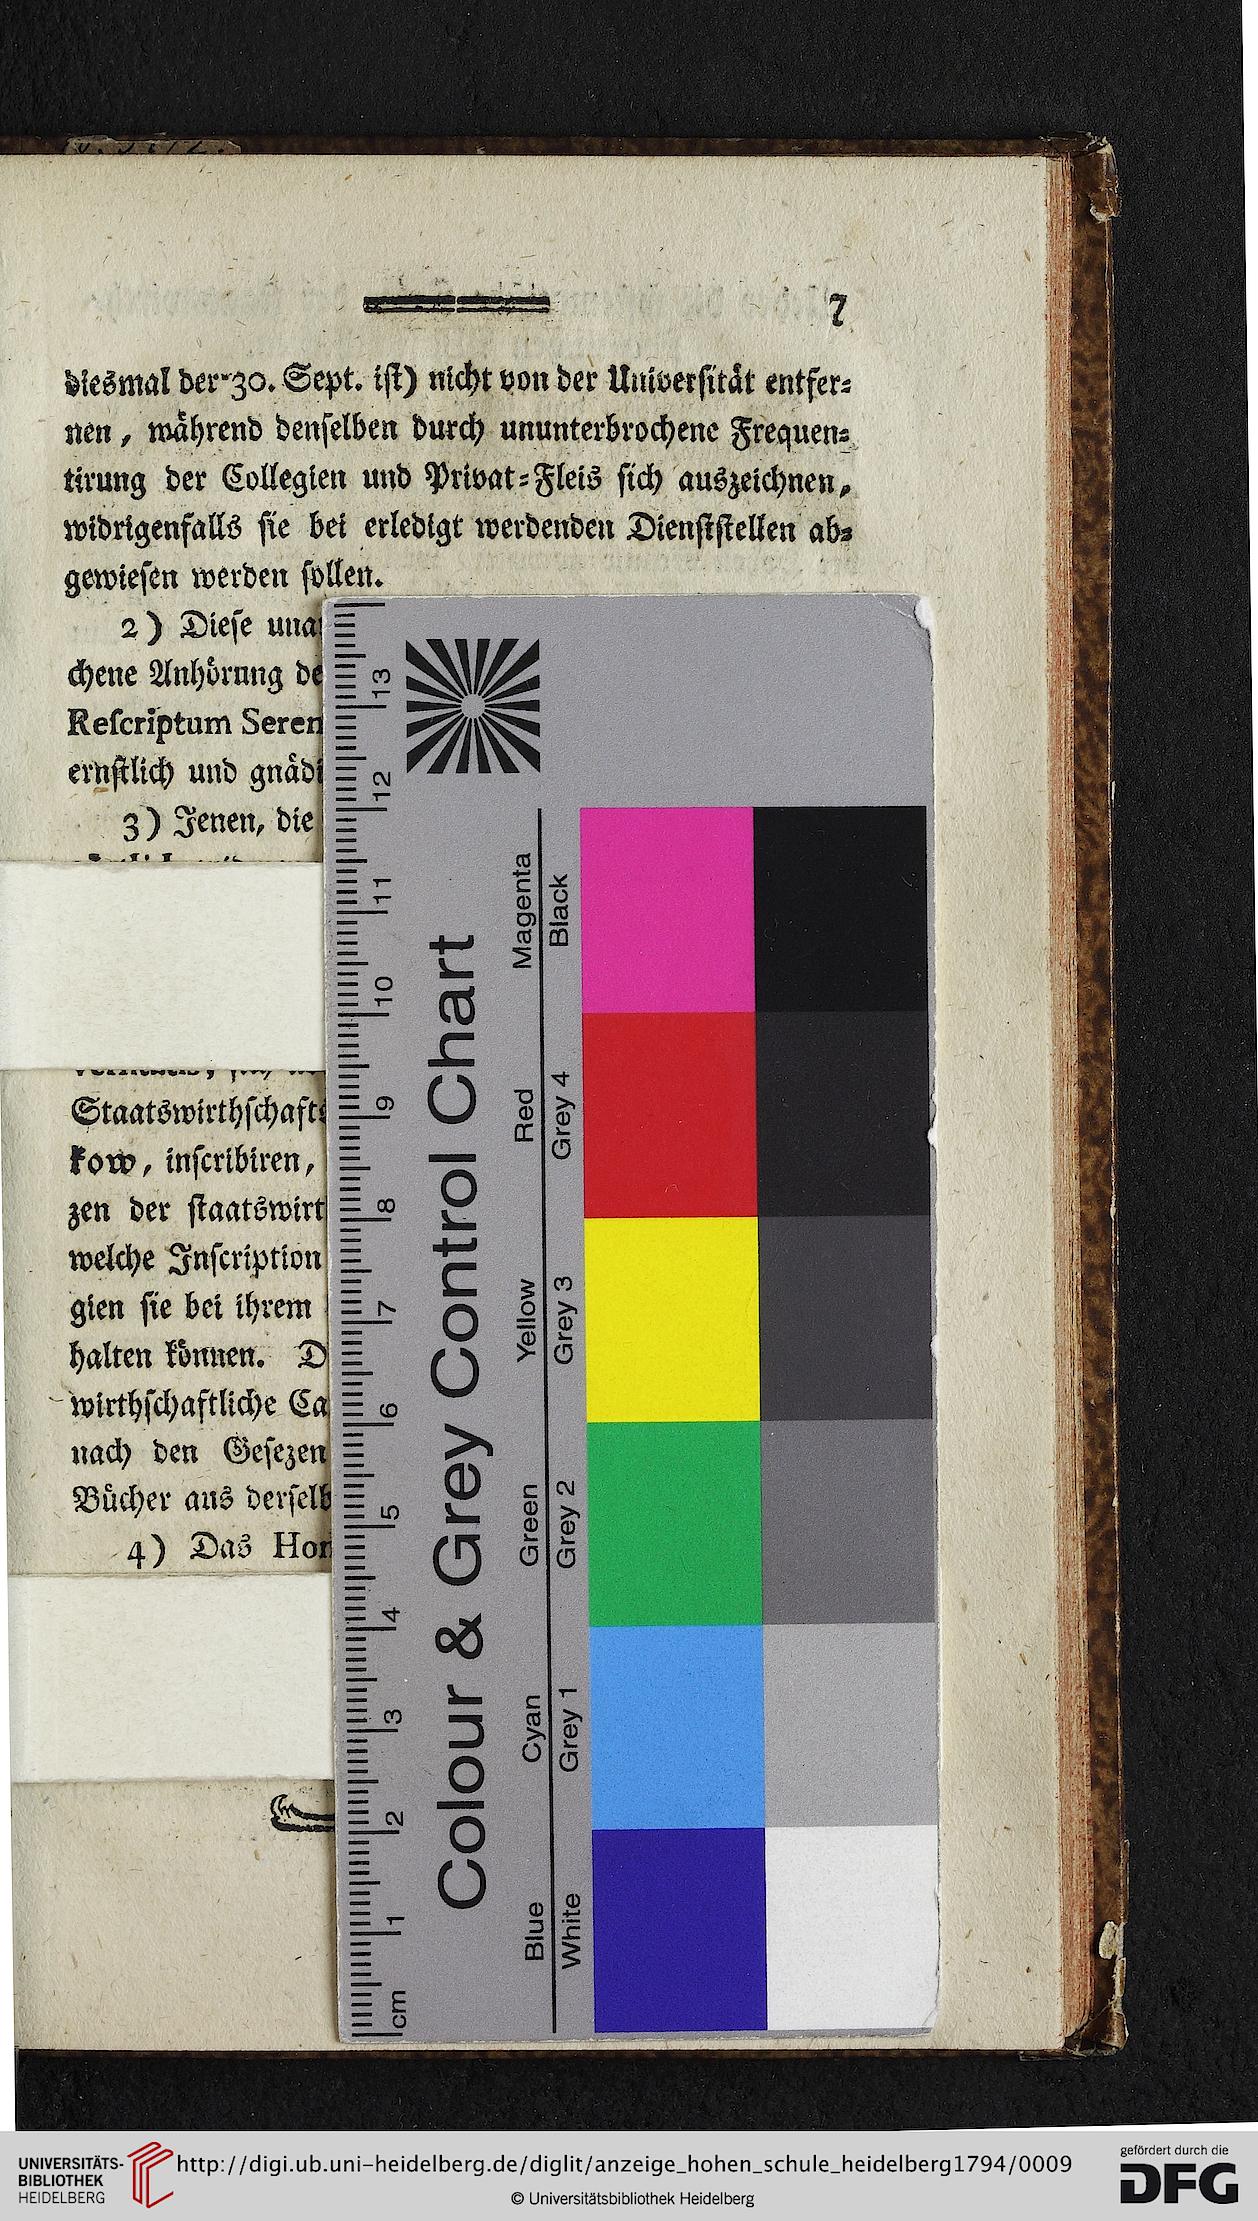 7
diesmal der 30. Sept. iſt) nicht von der Univerſität entfer⸗
nen, während denſelben durch ununterbrochene Frequen⸗
tirung der Collegien und Privat⸗Fleis ſich auszeichnen,
widrigenfalls ſie bei erledigt werdenden Dienſtſtellen ab⸗
gewieſen werden ſollen.
2) Dieſe
chene Anhörung
Reſcriptum
ernſtlich und
3) Jenen, die
Staatswirthſchafts
kow, inſcribiren,
zen der
welche Inſcription
gien ſie bei ihrem
halten können.
wirthſchaftliche
nach den Geſezen
Bücher aus
4) Das
Colour & Grey Control Chart
Magenta
Red
Yellow
Green
Cyan
Blue
Black
Grey 4
Grey 3
Grey 2
Grey 1
White
13
12
11
10
9
8
7
6
5
4
3
2
1
cm
UNIVERSITÄTS-
BIBLIOTHEK
HEIDELBERG
http://digi.ub.uni-heidelberg.de/diglit/anzeige_hohen_schule_heidelberg1794/0009
© Universitätsbibliothek Heidelberg
gefördert durch die
DFG